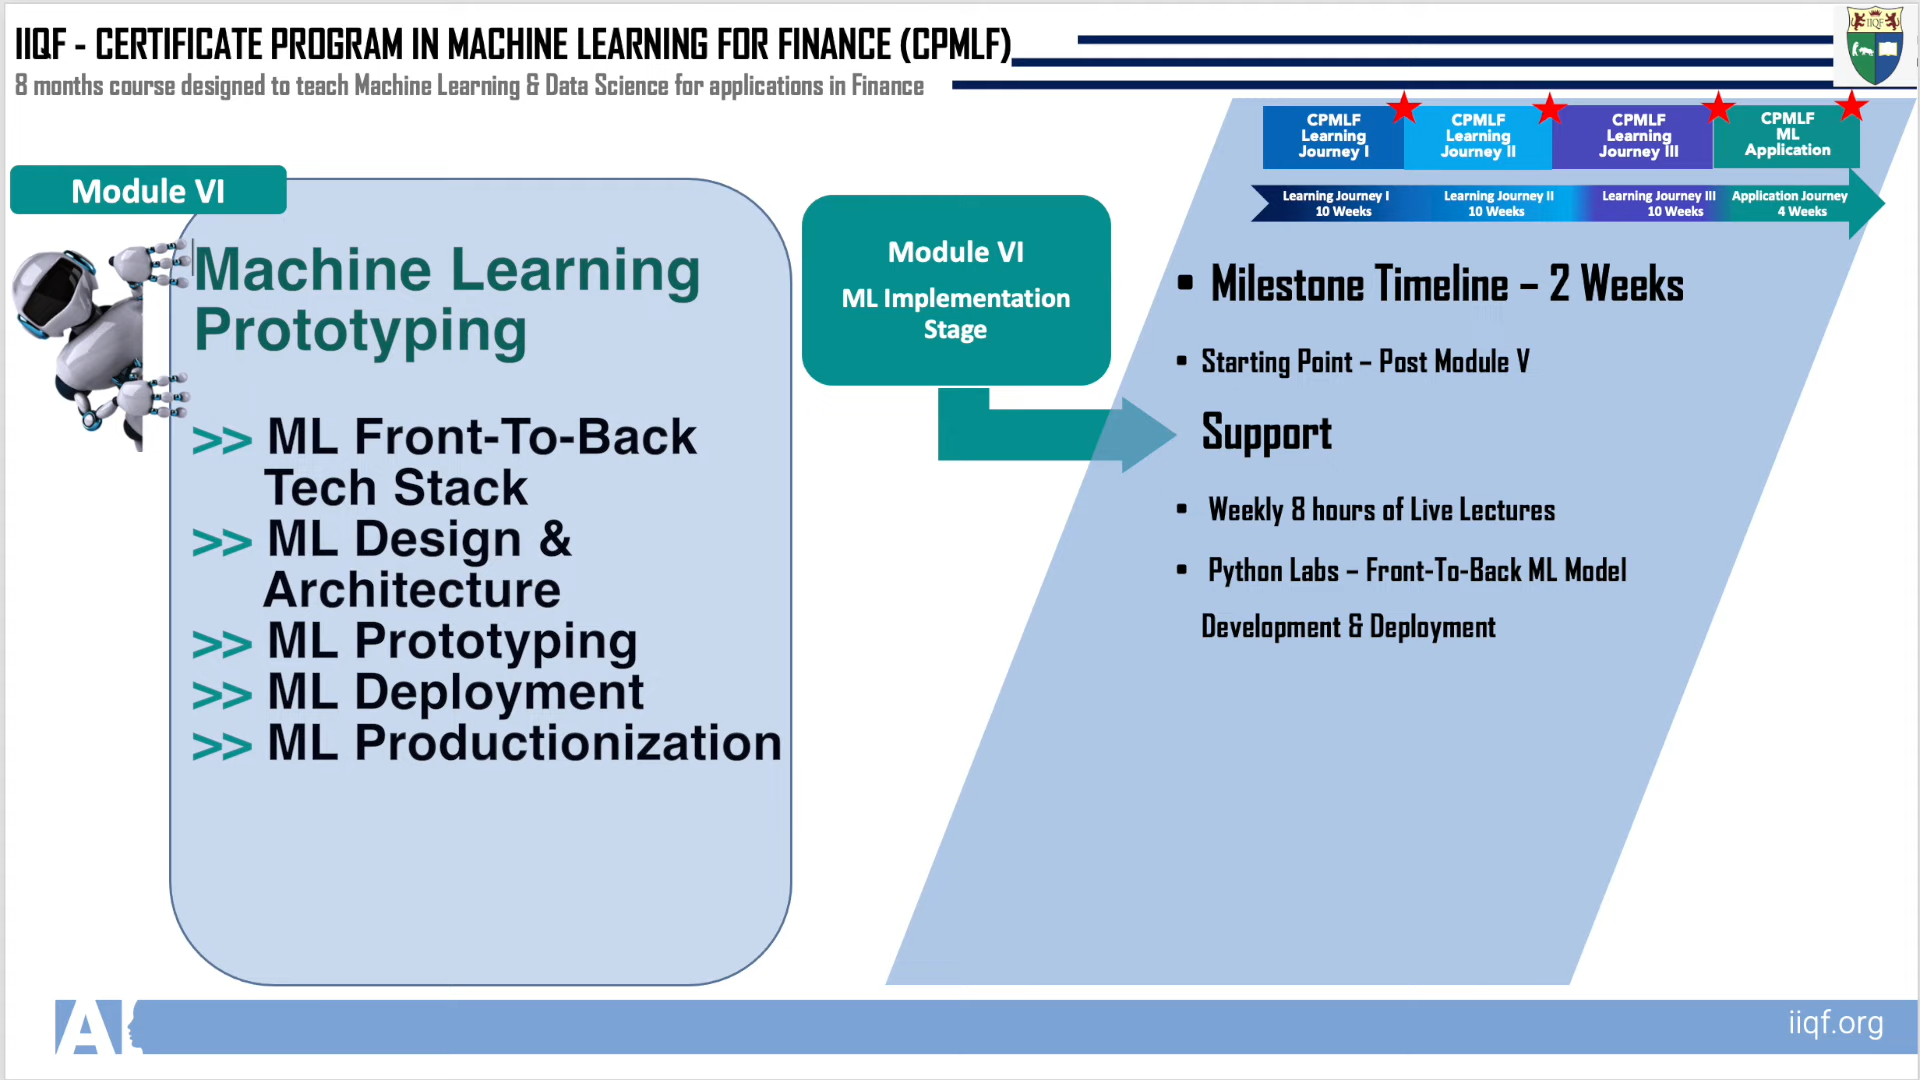 IIQF - CERTIFICATE PROGRAM IN MACHINE LEARNING FOR FINANCE (CPMLF)
8 months course designed to teach Machine Learning & Data Science for applications in Finance
IIQF
CPMLF
Learning
Journey I
CPMLF
Learning
Journey II
CPMLF
Learning
Journey III
CPMLF
ML
Application
Learning Journey I
10 Weeks
Learning Journey II
10 Weeks
Learning Journey III
10 Weeks
Application Journey
4 Weeks
Module VI
Machine Learning
Prototyping
>> ML Front-To-Back
Tech Stack
>> ML Design &
Architecture
>> ML Prototyping
>> ML Deployment
>> ML Productionization
Module VI
ML Implementation
Stage
▪ Milestone Timeline – 2 Weeks
▪ Starting Point – Post Module V
Support
▪ Weekly 8 hours of Live Lectures
▪ Python Labs – Front-To-Back ML Model
Development & Deployment
AI
iiqf.org